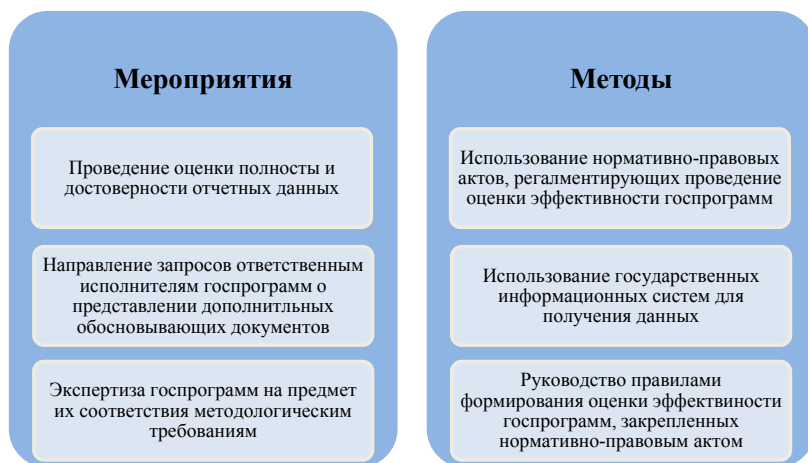 Мероприятия
Проведение оценки полносты и
достоверности отчетных данных
Направление запросов ответственным
исполнителям госпрограмм о
представлении дополнитльных
обосновывающих документов
Экспертиза госпрограмм на предмет
их соответствия методологическим
требованиям
Методы
Использование нормативно-правовых
актов, регалментирующих проведение
оценки эффективности госпрограмм
Использование государственных
информационных систем для
получения данных
Руководство правилами
формирования оценки эффектвиности
госпрограмм, закрепленных
нормативно-правовым актом